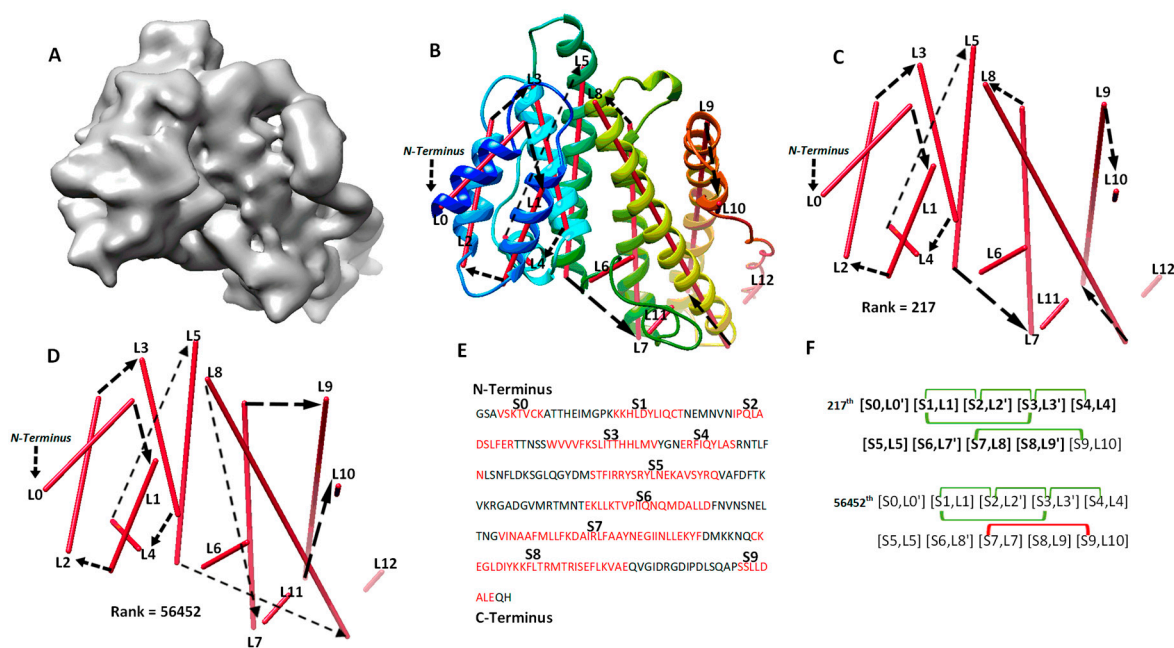 A
B
L3
L5
L8
L9
N-Terminus
L0
L1
L2
L4
L6
L10
L11
L12
L7
C
L5
L3
L8
L9
N-Terminus
L10
L0
L1
L2
L4
L6
L12
L11
Rank = 217
L7
D
L5
L3
L8
L9
N-Terminus
L10
L0
L1
L2
L4
L6
L12
L11
Rank = 56452
L7
E
N-Terminus
S0 S1 S2
GSAVSKTVCKATTHEIMGPKKKHLDYLIQCTNEMNVNIPQLA
S3 S4
DSLFERTTNSSWVVVFKSLITTHHLMVYGNERFIQYLASRNTLF
S5
NLSNFLDKSGLQGYDMSTFIRRYSRYLNEKAVSYRQVAFDFTK
S6
VKRGADGVMRTMNTEKLLKTVPIIQNQMDALLDFNVNSNEL
S7
TNGVINAAFMLLFKDAIRLFAAYNEGIINLLEKYFDMKKNQCK
S8 S9
EGLDIYKKFLTRMTRISEFLKVAEQVGIDRGDIPDLSQAPSSLLD
ALEQH
C-Terminus
F
217th [S0,L0'] [S1,L1] [S2,L2'] [S3,L3'] [S4,L4]
[S5,L5] [S6,L7'] [S7,L8] [S8,L9'] [S9,L10]
56452th [S0,L0'] [S1,L1] [S2,L2'] [S3,L3'] [S4,L4]
[S5,L5] [S6,L8'] [S7,L7] [S8,L9] [S9,L10]